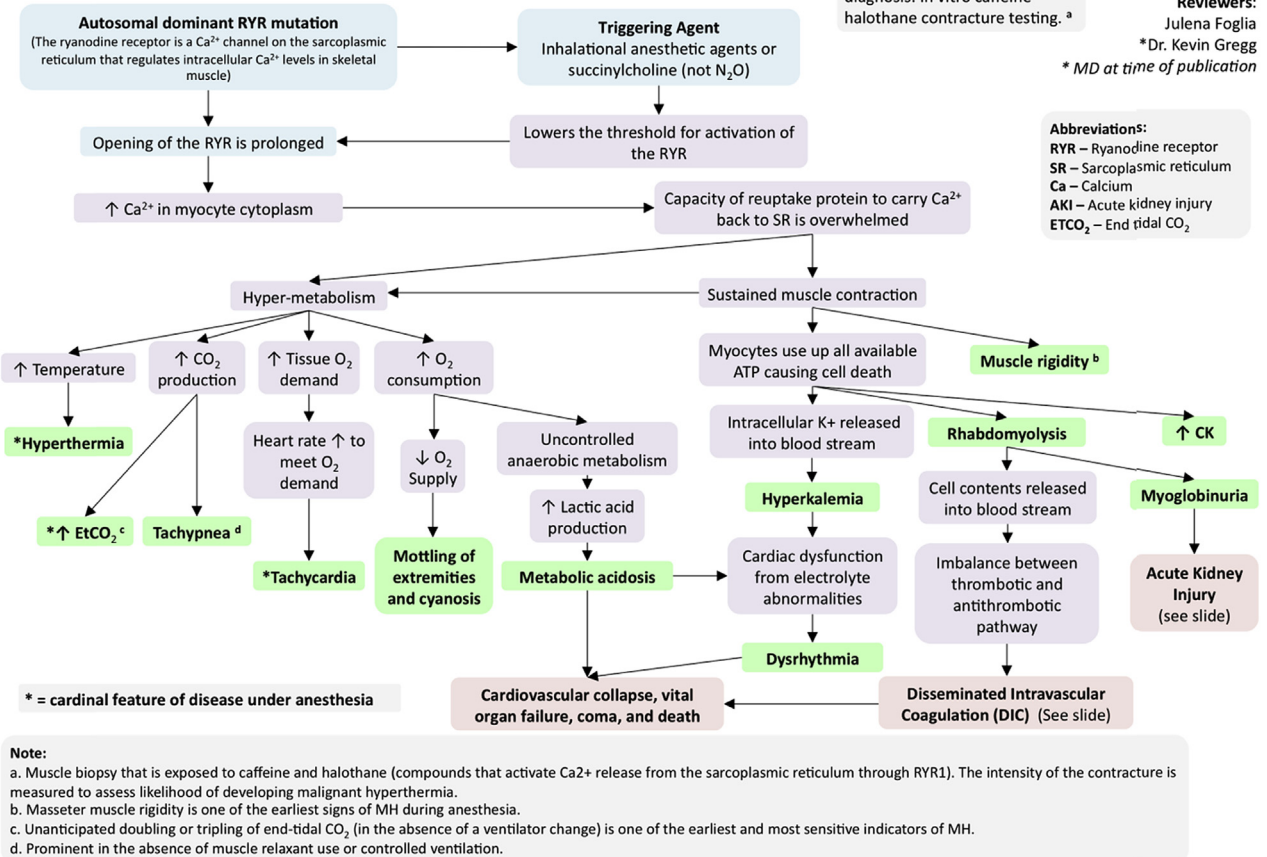 diagnosis: in vitro caffeine
halothane contracture testing. ᵃ
Reviewers:
Julena Foglia
*Dr. Kevin Gregg
* MD at time of publication
Autosomal dominant RYR mutation
(The ryanodine receptor is a Ca²⁺ channel on the sarcoplasmic
reticulum that regulates intracellular Ca²⁺ levels in skeletal
muscle)
Triggering Agent
Inhalational anesthetic agents or
succinylcholine (not N₂O)
Opening of the RYR is prolonged
Lowers the threshold for activation of
the RYR
Abbreviations:
RYR – Ryanodine receptor
SR – Sarcoplasmic reticulum
Ca – Calcium
AKI – Acute kidney injury
ETCO₂ – End tidal CO₂
↑ Ca²⁺ in myocyte cytoplasm
Capacity of reuptake protein to carry Ca²⁺
back to SR is overwhelmed
Hyper-metabolism
Sustained muscle contraction
↑ Temperature
↑ CO₂
production
↑ Tissue O₂
demand
↑ O₂
consumption
Myocytes use up all available
ATP causing cell death
Muscle rigidity ᵇ
*Hyperthermia
Heart rate ↑ to
meet O₂
demand
↓ O₂
Supply
Uncontrolled
anaerobic metabolism
Intracellular K+ released
into blood stream
Rhabdomyolysis
↑ CK
↑ Lactic acid
production
Hyperkalemia
Cell contents released
into blood stream
Myoglobinuria
*↑ EtCO₂ ᶜ
Tachypnea ᵈ
*Tachycardia
Mottling of
extremities
and cyanosis
Metabolic acidosis
Cardiac dysfunction
from electrolyte
abnormalities
Imbalance between
thrombotic and
antithrombotic
pathway
Acute Kidney
Injury
(see slide)
Dysrhythmia
* = cardinal feature of disease under anesthesia
Cardiovascular collapse, vital
organ failure, coma, and death
Disseminated Intravascular
Coagulation (DIC) (See slide)
Note:
a. Muscle biopsy that is exposed to caffeine and halothane (compounds that activate Ca2+ release from the sarcoplasmic reticulum through RYR1). The intensity of the contracture is
measured to assess likelihood of developing malignant hyperthermia.
b. Masseter muscle rigidity is one of the earliest signs of MH during anesthesia.
c. Unanticipated doubling or tripling of end-tidal CO₂ (in the absence of a ventilator change) is one of the earliest and most sensitive indicators of MH.
d. Prominent in the absence of muscle relaxant use or controlled ventilation.